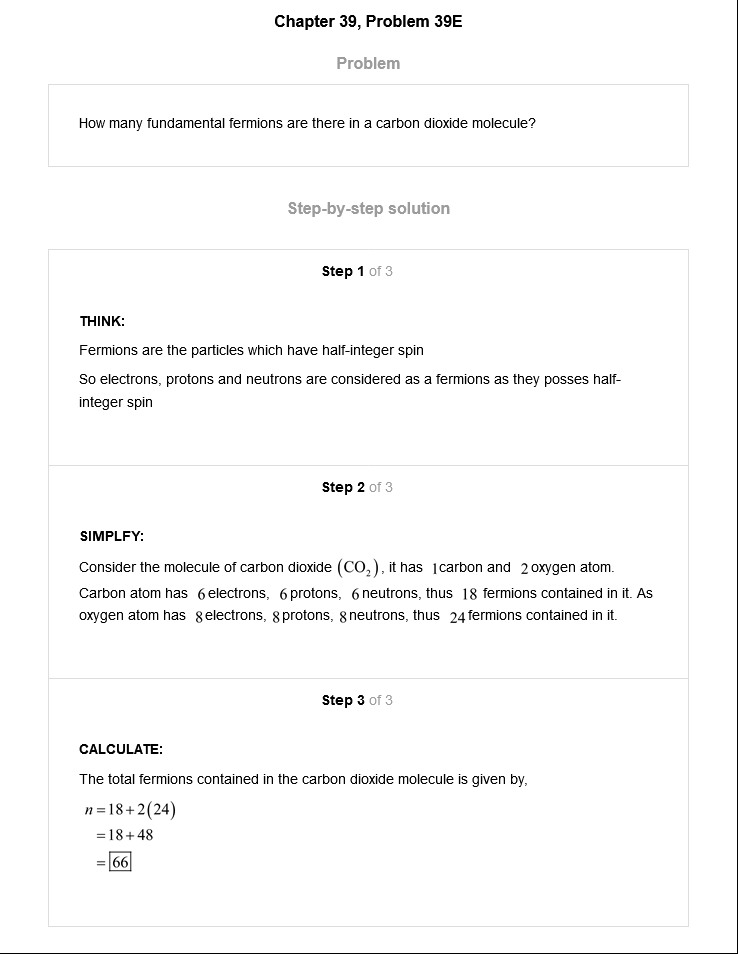 Chapter 39, Problem 39E
Problem
How many fundamental fermions are there in a carbon dioxide molecule?
Step-by-step solution
Step 1 of 3
THINK:
Fermions are the particles which have half-integer spin
So electrons, protons and neutrons are considered as a fermions as they posses half-
integer spin
Step 2 of 3
SIMPLFY:
Consider the molecule of carbon dioxide (CO₂), it has 1 carbon and 2 oxygen atom.
Carbon atom has 6 electrons, 6 protons, 6 neutrons, thus 18 fermions contained in it. As
oxygen atom has 8 electrons, 8 protons, 8 neutrons, thus 24 fermions contained in it.
Step 3 of 3
CALCULATE:
The total fermions contained in the carbon dioxide molecule is given by,
n = 18 + 2(24)
= 18 + 48
= 66